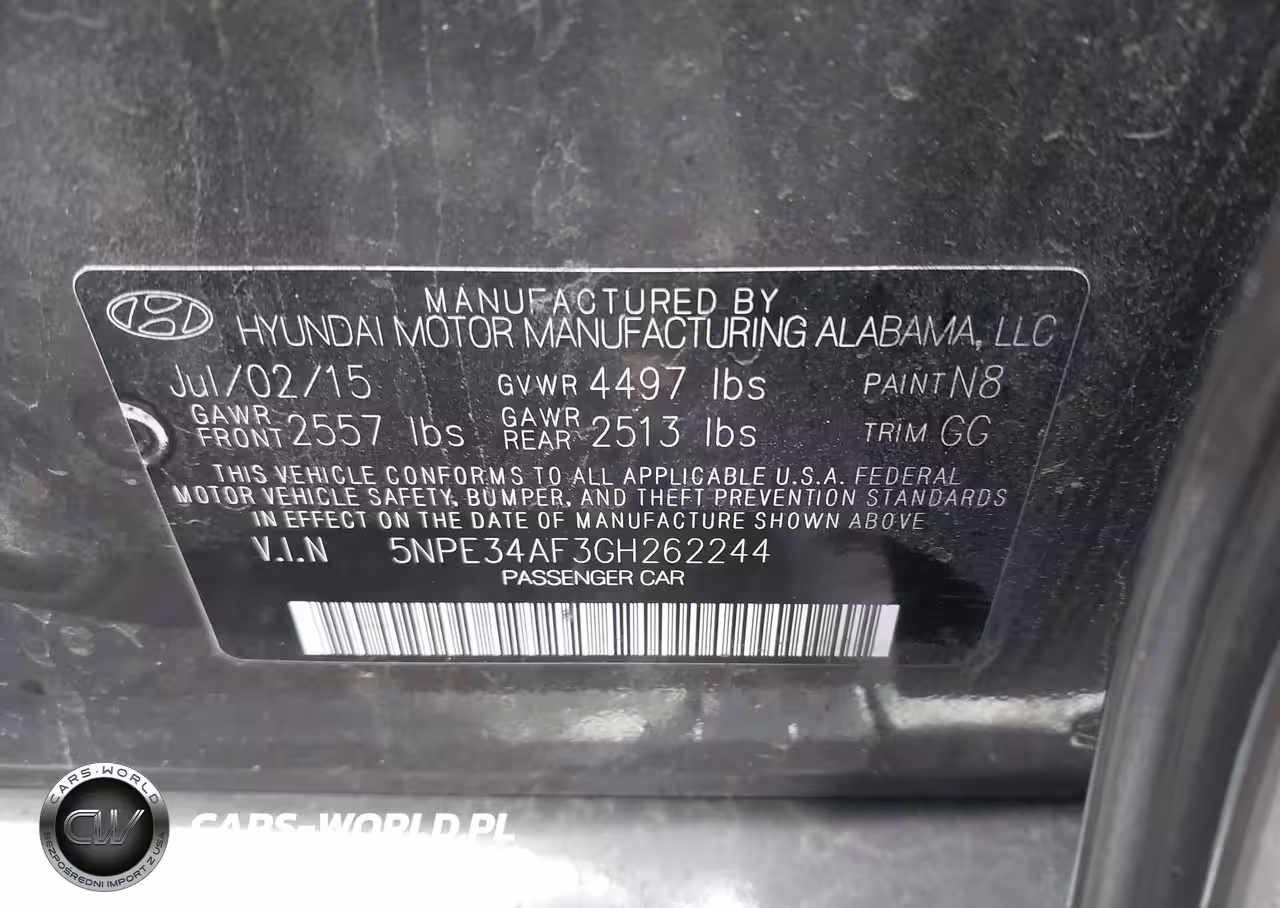 MANUFACTURED BY
HYUNDAI MOTOR MANUFACTURING ALABAMA, LLC
Jul/02/15 GVWR 4497 lbs PAINT N8
GAWR FRONT 2557 lbs GAWR REAR 2513 lbs TRIM GG
THIS VEHICLE CONFORMS TO ALL APPLICABLE U.S.A. FEDERAL
MOTOR VEHICLE SAFETY, BUMPER, AND THEFT PREVENTION STANDARDS
IN EFFECT ON THE DATE OF MANUFACTURE SHOWN ABOVE
V.I.N 5NPE34AF3GH262244
PASSENGER CAR
CARS-WORLD
CW
BEZPOŚREDNI IMPORT Z USA
CARS-WORLD.PL